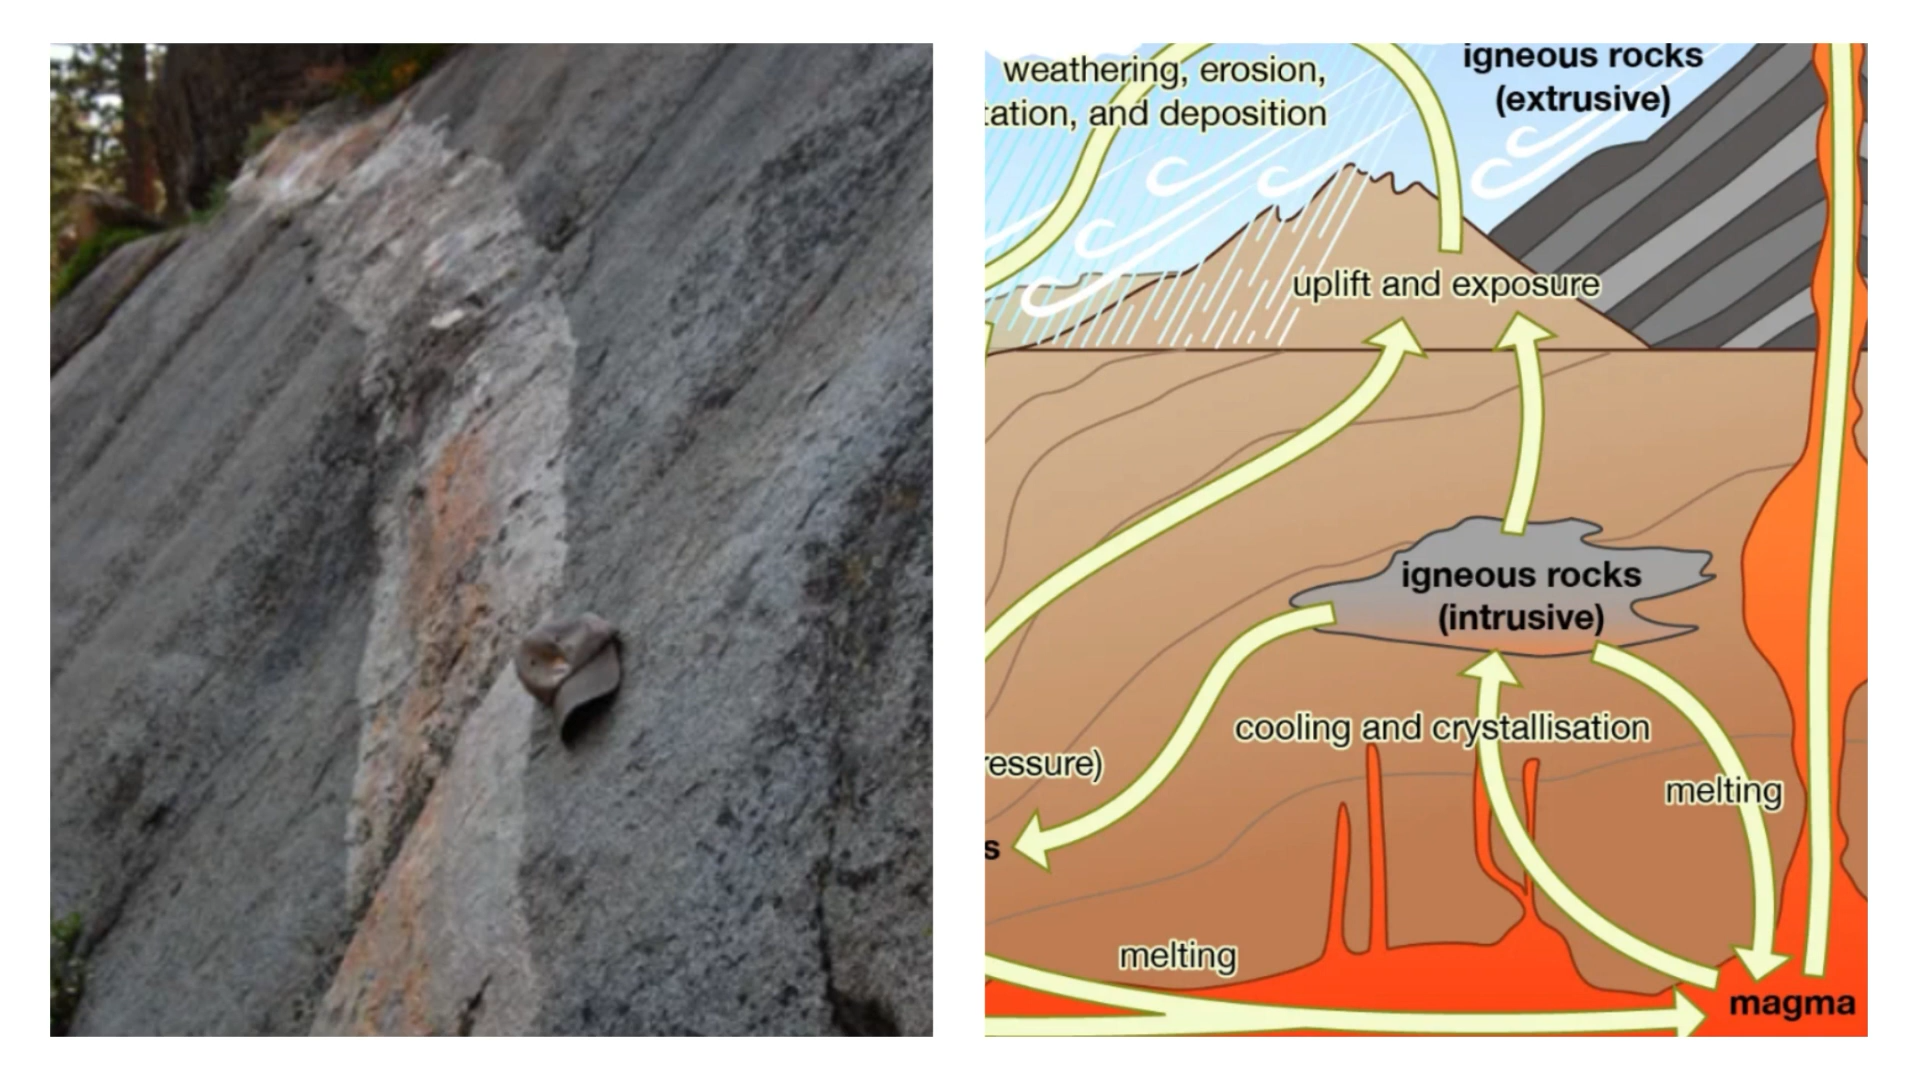 weathering, erosion,
tation, and deposition
igneous rocks
(extrusive)
uplift and exposure
igneous rocks
(intrusive)
cooling and crystallisation
ressure)
melting
s
melting
magma